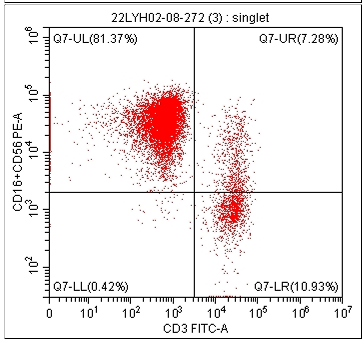 22LYH02-08-272 (3) : singlet
Q7-UL(81.37%) Q7-UR(7.28%)
CD16+CD56 PE-A
10^6
10^5
10^4
10^3
10^2
Q7-LL(0.42%) Q7-LR(10.93%)
0 10^1 10^2 10^3 10^4 10^5 10^6 10^7
CD3 FITC-A